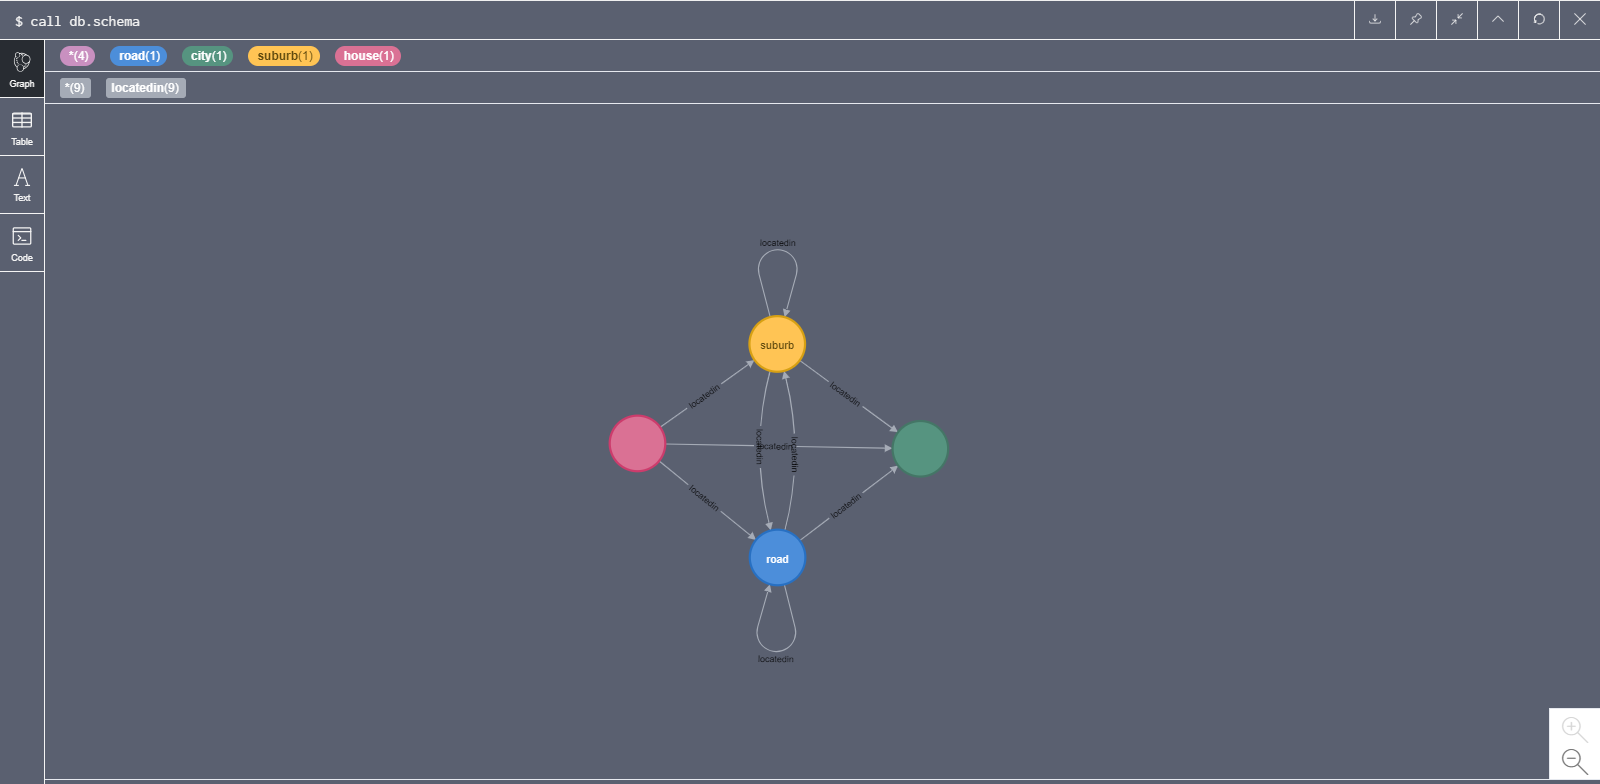 $ call db.schema
*(4) road(1) city(1) suburb(1) house(1)
*(9) locatedin(9)
Graph
Table
Text
Code
locatedin
suburb
locatedin
locatedin
locatedin
locatedin
locatedin
locatedin
locatedin
road
locatedin